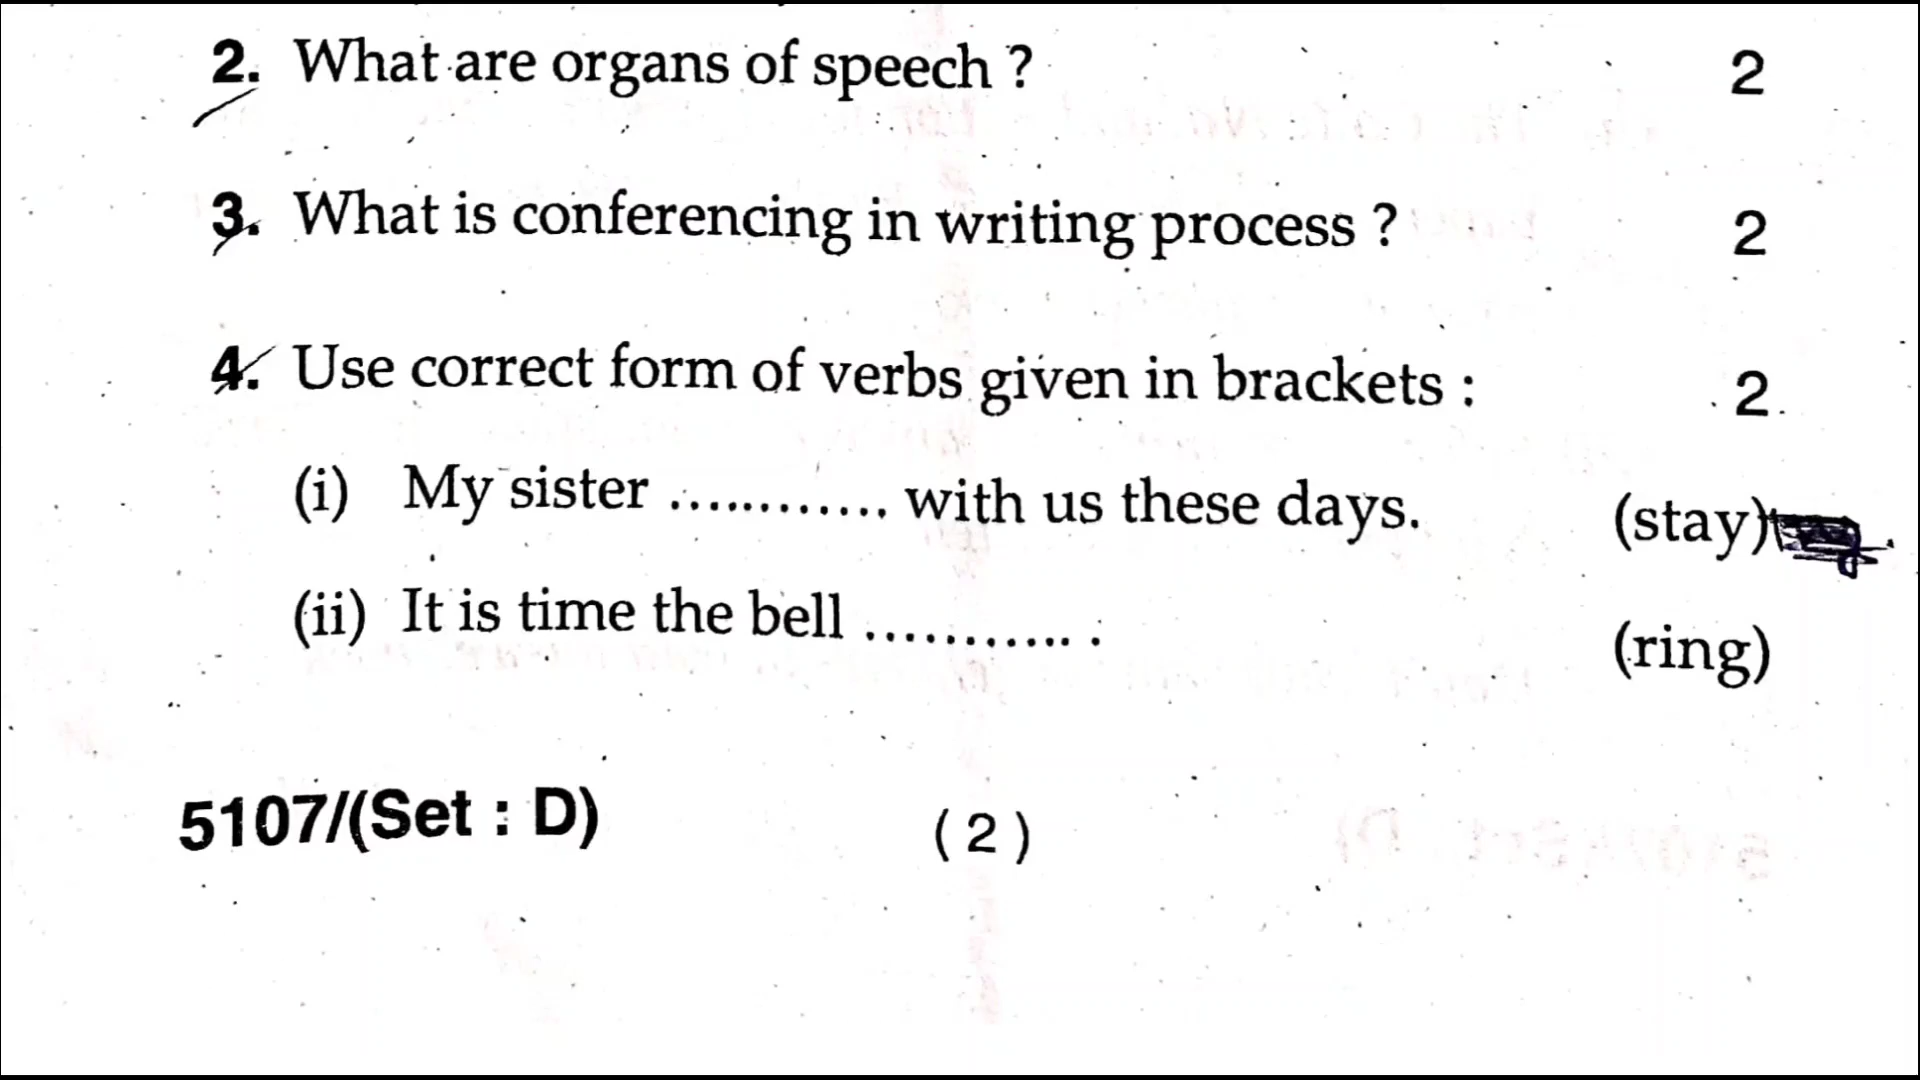 2. What are organs of speech ? 2
3. What is conferencing in writing process ? 2
4. Use correct form of verbs given in brackets : 2
(i) My sister ............ with us these days. (stay)
(ii) It is time the bell ............ . (ring)
5107/(Set : D) ( 2 )